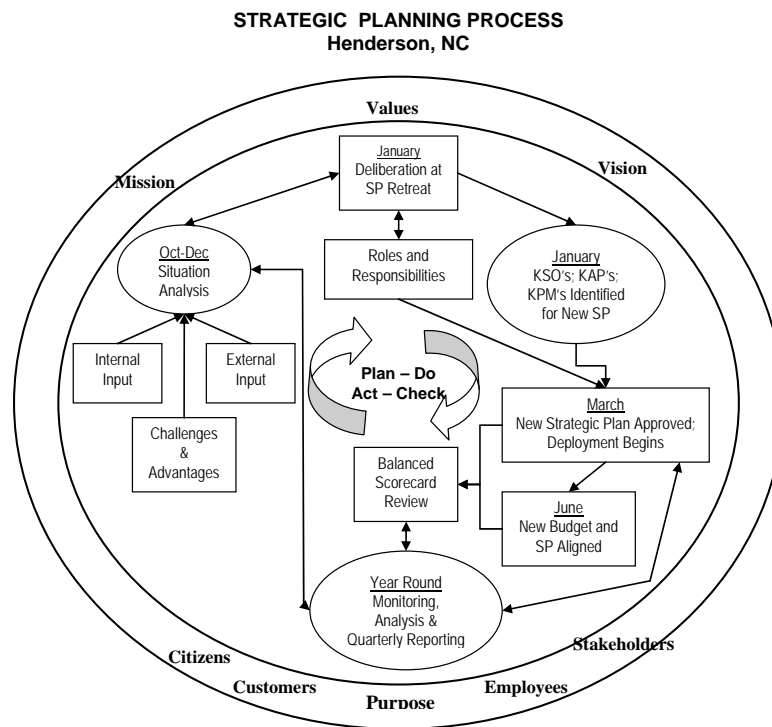 STRATEGIC PLANNING PROCESS
Henderson, NC
Values
Mission
Vision
January
Deliberation at
SP Retreat
Oct-Dec
Situation
Analysis
Roles and
Responsibilities
January
KSO's; KAP's;
KPM's Identified
for New SP
Internal
Input
External
Input
Plan – Do
Act – Check
Challenges
&
Advantages
March
New Strategic Plan Approved;
Deployment Begins
Balanced
Scorecard
Review
June
New Budget and
SP Aligned
Year Round
Monitoring,
Analysis &
Quarterly Reporting
Citizens
Customers
Purpose
Employees
Stakeholders